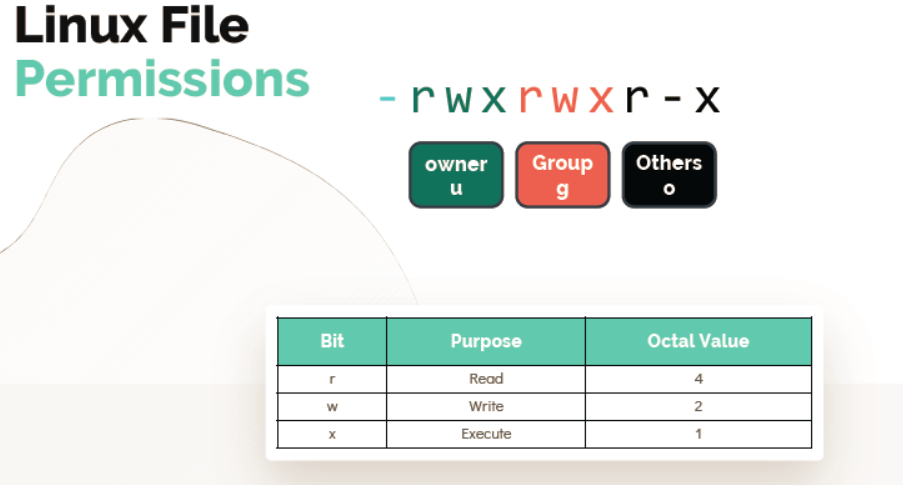 Linux File
Permissions
-rwxrwxr-x
owner
u
Group
g
Others
o
Bit Purpose Octal Value
r Read 4
w Write 2
x Execute 1